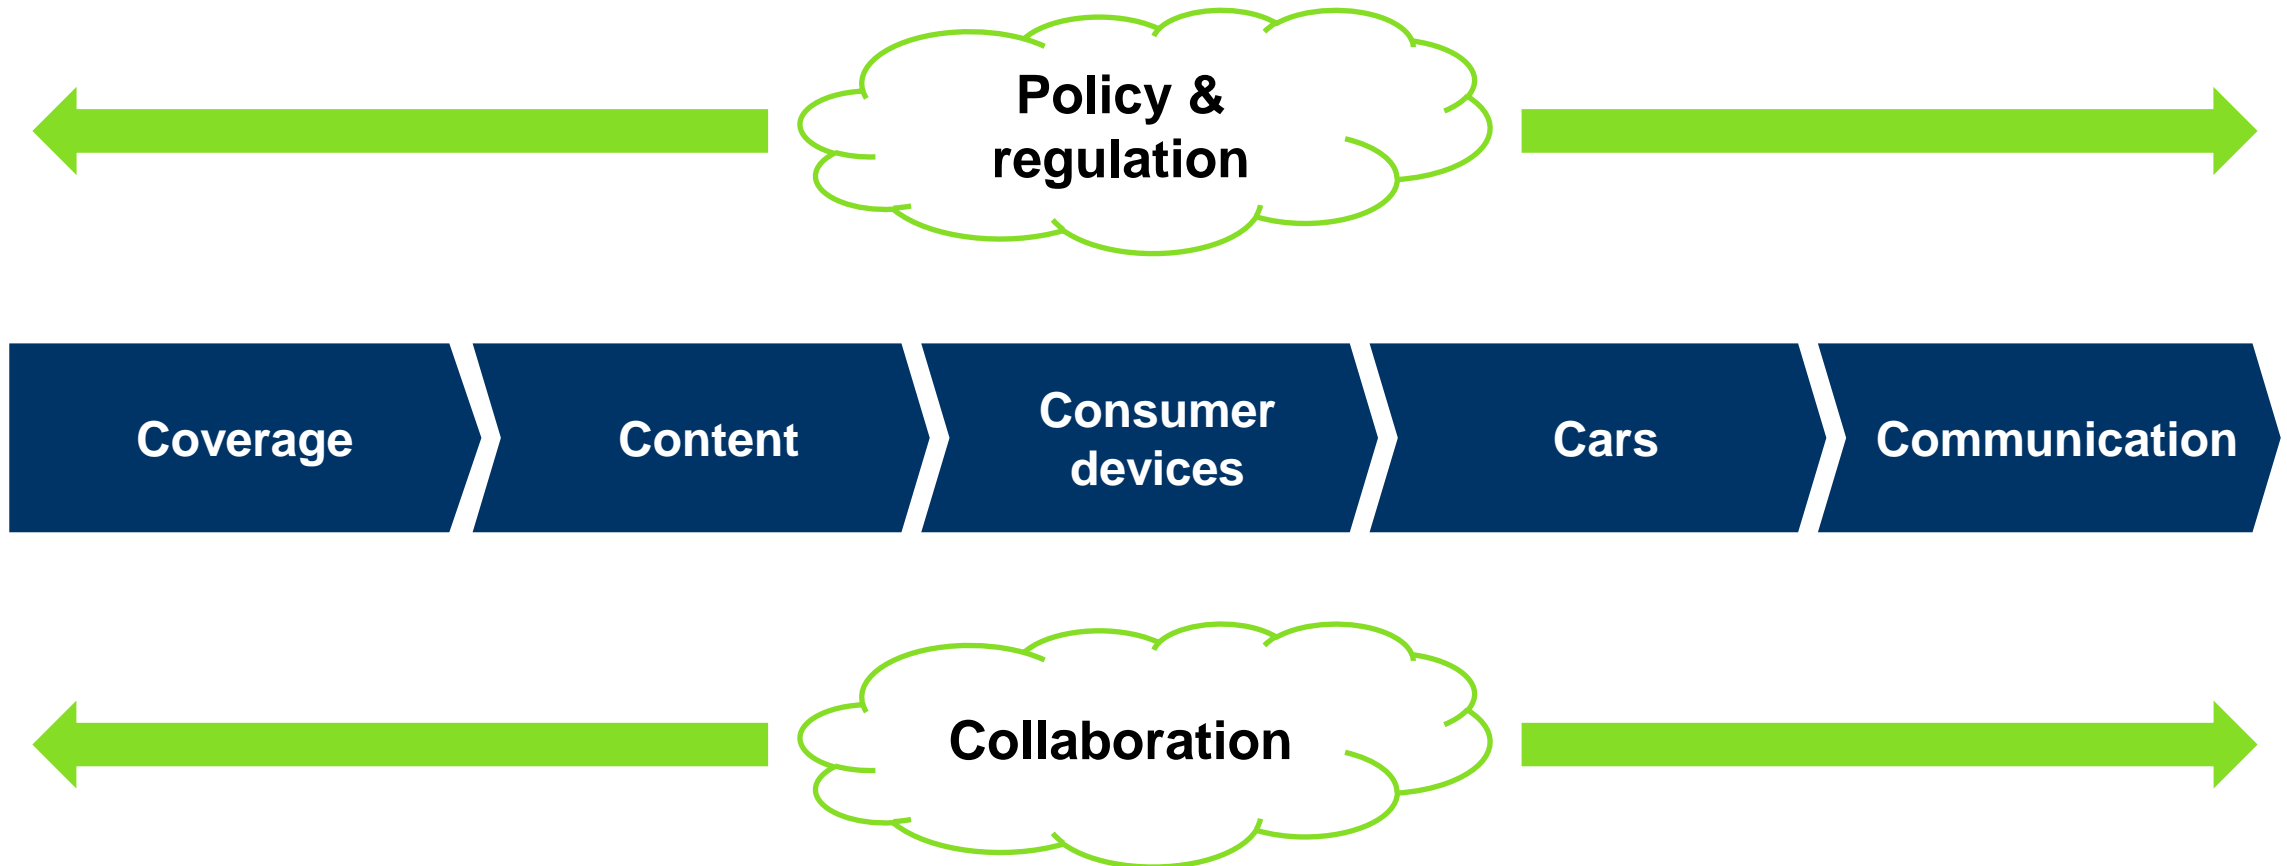 Policy &
regulation
Coverage
Content
Consumer
devices
Cars
Communication
Collaboration